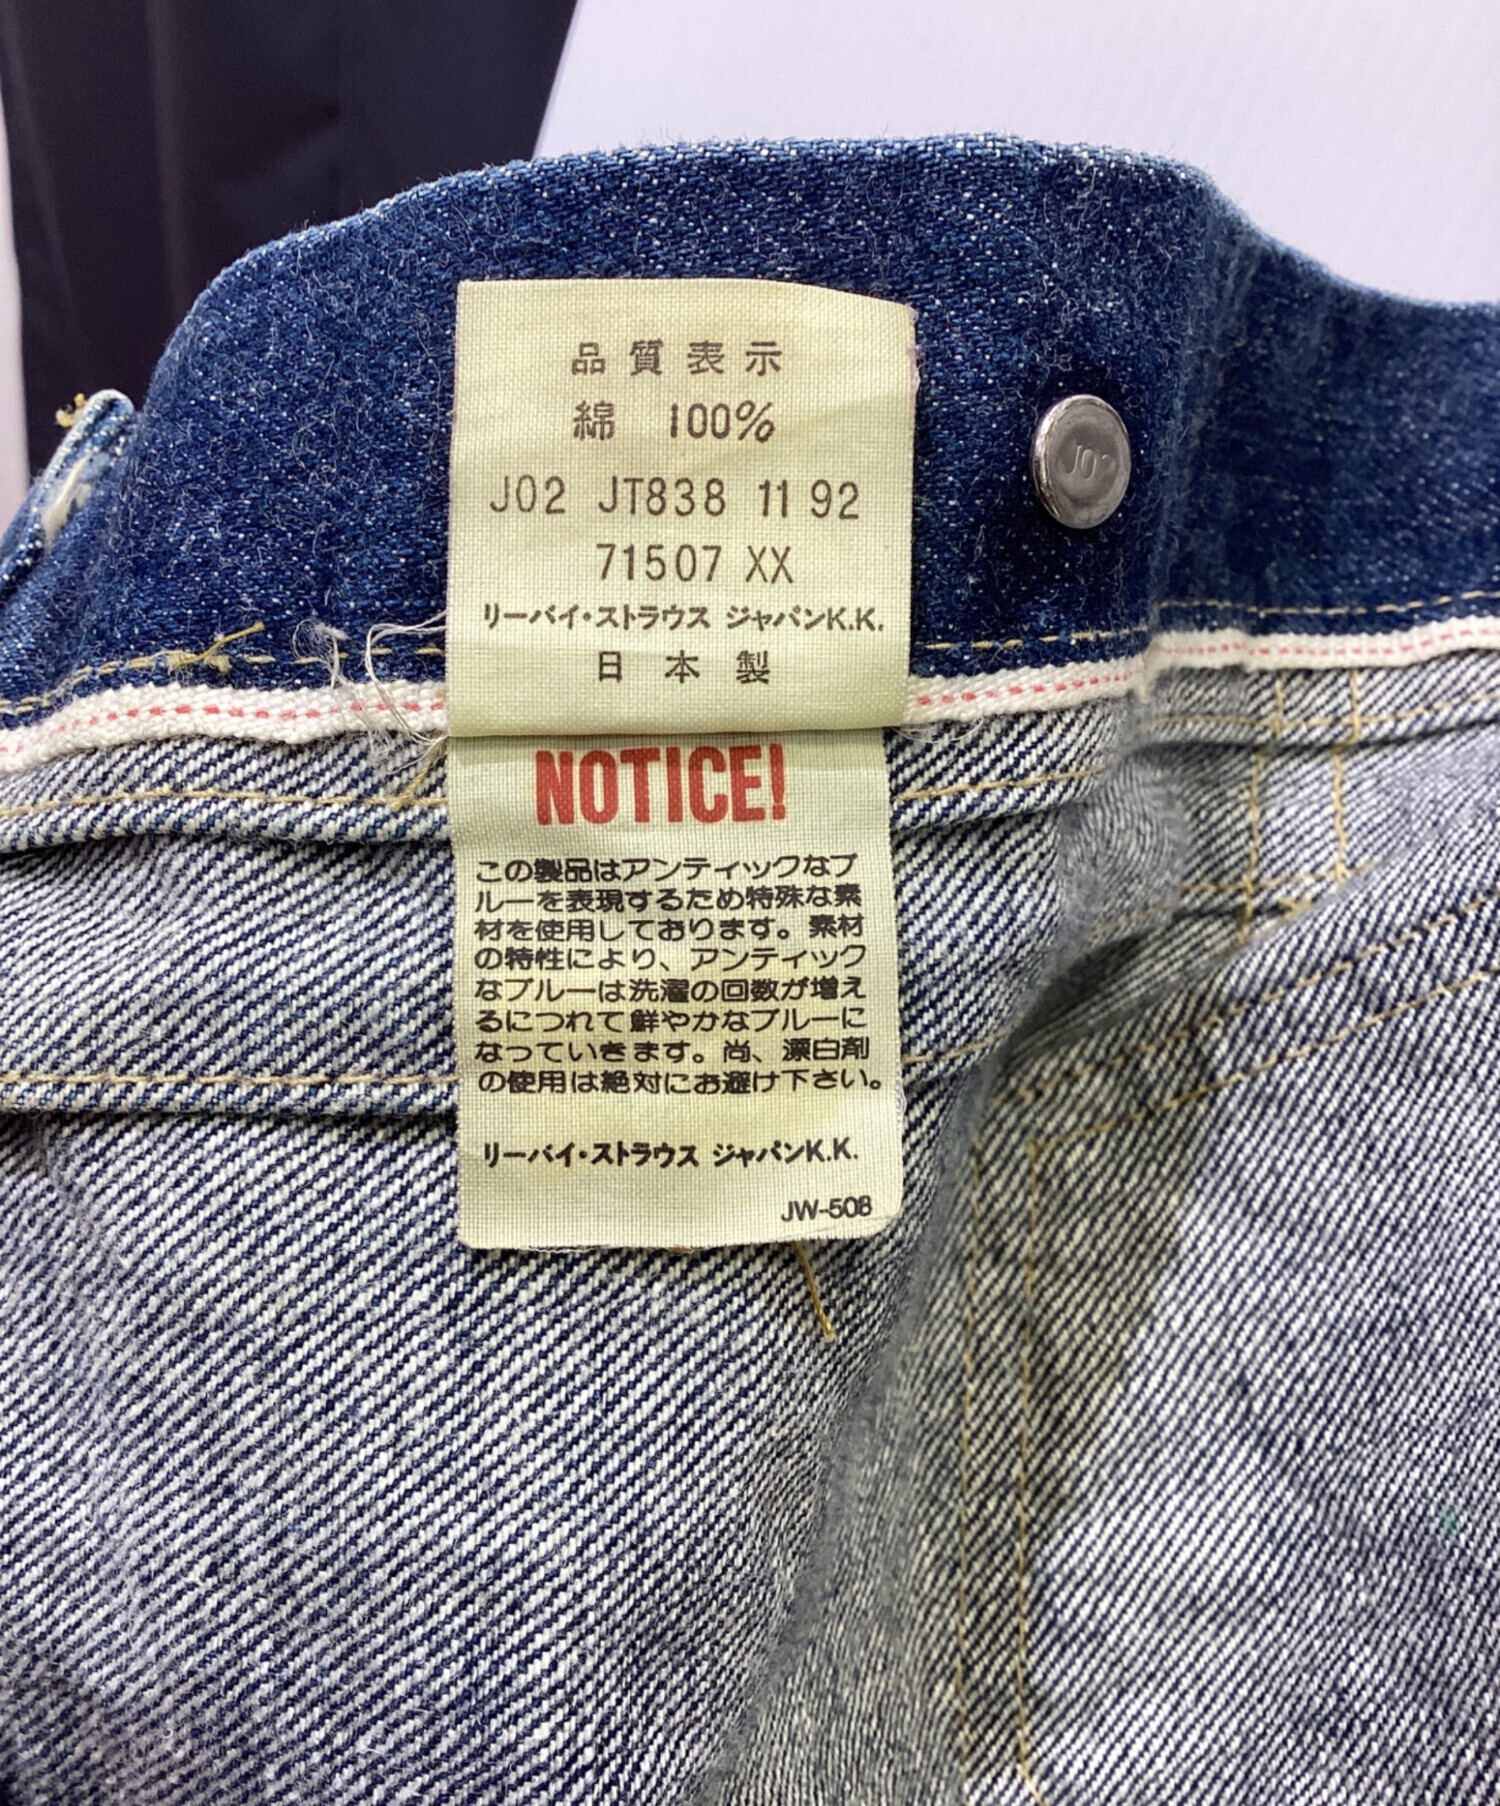 品質表示
綿 100%
J02 JT838 11 92
71507 XX
リーバイ・ストラウス ジャパンK.K.
日本製
NOTICE!
この製品はアンティックなブ
ルーを表現するため特殊な素
材を使用しております。素材
の特性により、アンティック
なブルーは洗濯の回数が増え
るにつれて鮮やかなブルーに
なっていきます。尚、漂白剤
の使用は絶対にお避け下さい。
リーバイ・ストラウス ジャパンK.K.
JW-508
J02